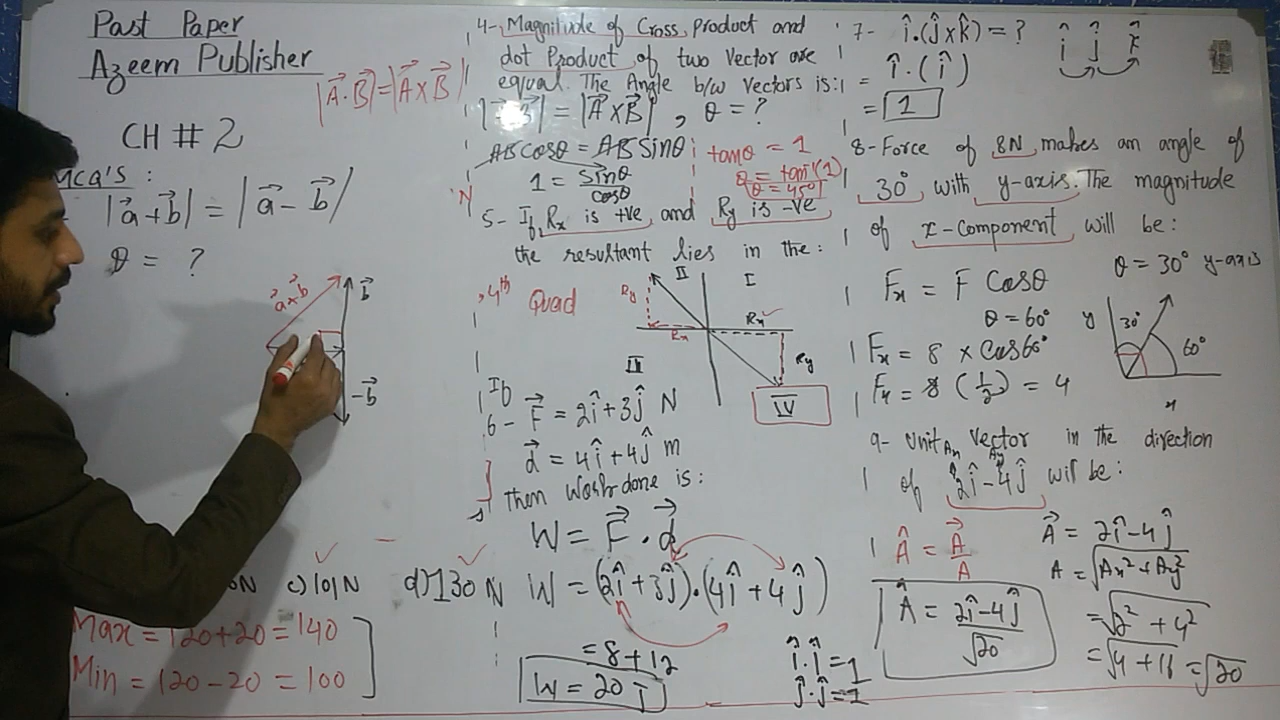 Past Paper
Azeem Publisher
|A⃗.B⃗|=|A⃗×B⃗|
CH # 2
MCQ'S :
|a⃗+b⃗| = |a⃗-b⃗|
θ = ?
a⃗×b⃗
b⃗
-b⃗
c) 101N d) 130 N
Max = 120+20 = 140
Min = 120-20 = 100
4-, Magnitude of Cross, product and
dot Product, of two Vector are
equal. The Angle b/w Vectors is:
= |A⃗×B⃗|, θ = ?
ABcosθ = AB Sinθ
tanθ = 1
1 = Sinθ/cosθ
θ = tan⁻¹(1)
θ = 45°
5- If, Rx is +ve, and Ry is -ve
the resultant lies in the:
4th Quad
II I
Ry
Rx Rx
Ry
III
IV
6- F⃗ = 2î+3ĵ N
d⃗ = 4î+4ĵ m
then Work done is:
W = F⃗ . d⃗
W = (2î+3ĵ).(4î+4ĵ)
= 8+12
W = 20 J
î.î=1
ĵ.ĵ=1
7- î.(ĵ×k̂) = ?
î ĵ k̂
= î.(î)
= 1
8- Force of 8N, makes an angle of
30°, with y-axis. The magnitude
of x-component will be:
θ = 30° y-axis
Fx = F Cosθ
θ = 60°
y 30°
60°
x
Fx = 8 × Cos60°
Fx = 8 (1/2) = 4
9- Unit Vector in the direction
Ax Ay
of 2î-4ĵ will be:
Â = A⃗/A
A⃗ = 2î-4ĵ
A = √Ax²+Ay²
Â = 2î-4ĵ/√20
= √2²+4²
= √4+16 = √20